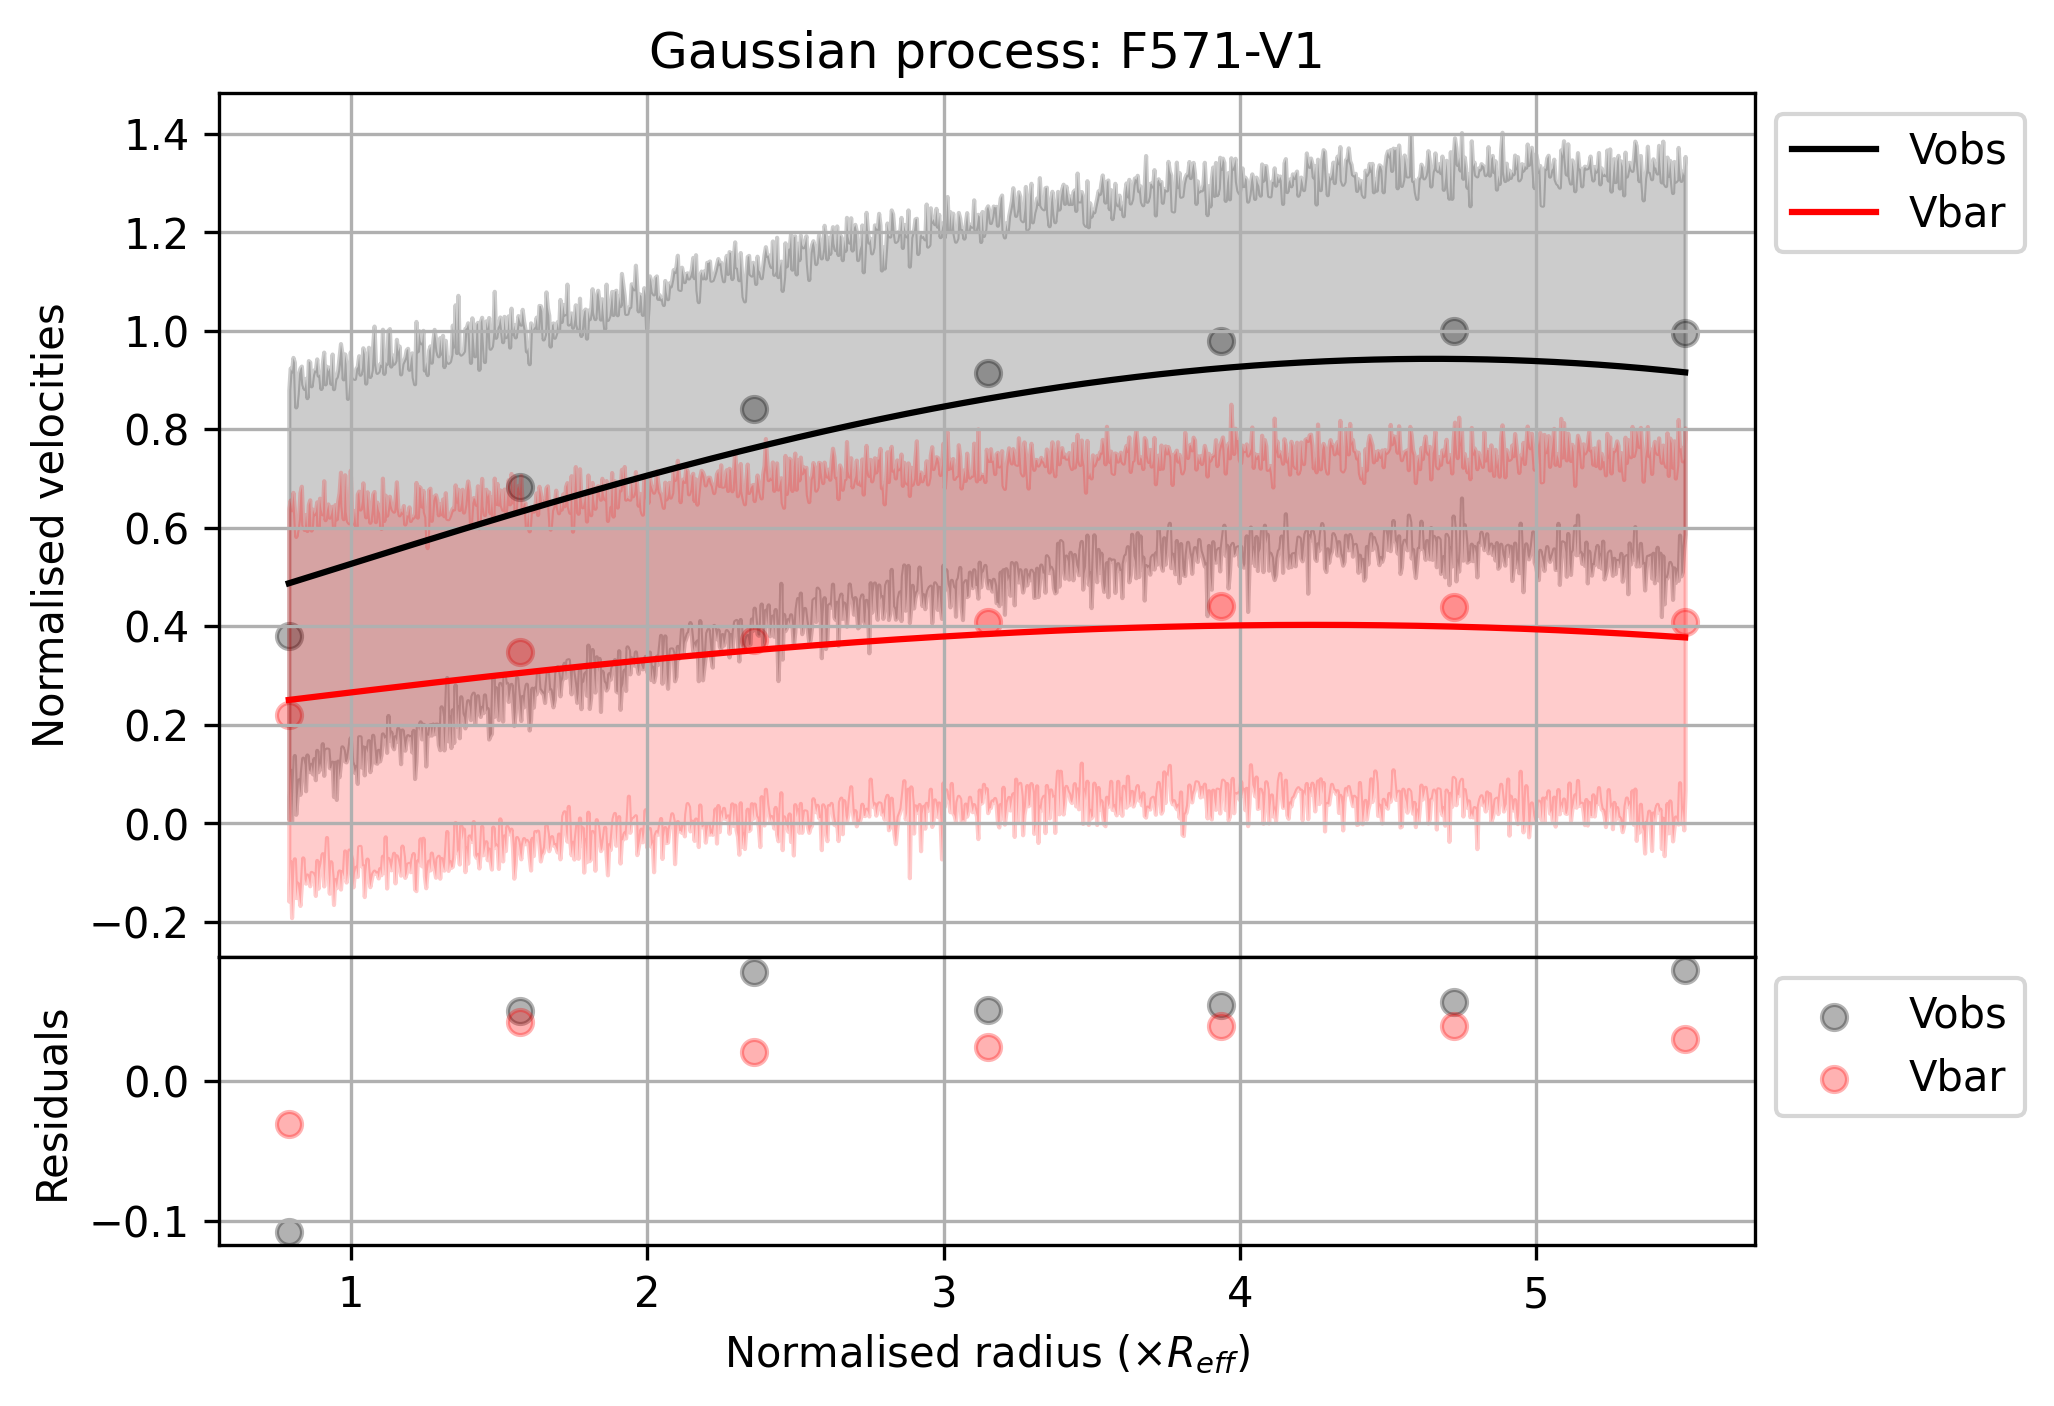 Gaussian process: F571-V1
Normalised velocities
1.4
1.2
1.0
0.8
0.6
0.4
0.2
0.0
−0.2
Vobs
Vbar
Residuals
0.0
−0.1
Vobs
Vbar
1 2 3 4 5
Normalised radius (×R_eff)